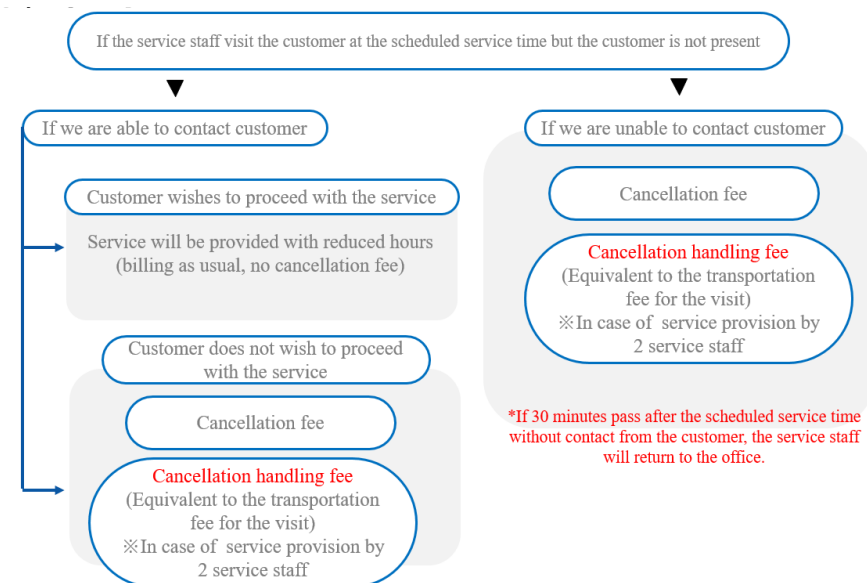 If the service staff visit the customer at the scheduled service time but the customer is not present
If we are able to contact customer
Customer wishes to proceed with the service
Service will be provided with reduced hours
(billing as usual, no cancellation fee)
Customer does not wish to proceed
with the service
Cancellation fee
Cancellation handling fee
(Equivalent to the transportation
fee for the visit)
※In case of service provision by
2 service staff
If we are unable to contact customer
Cancellation fee
Cancellation handling fee
(Equivalent to the transportation
fee for the visit)
※In case of service provision by
2 service staff
*If 30 minutes pass after the scheduled service time
without contact from the customer, the service staff
will return to the office.